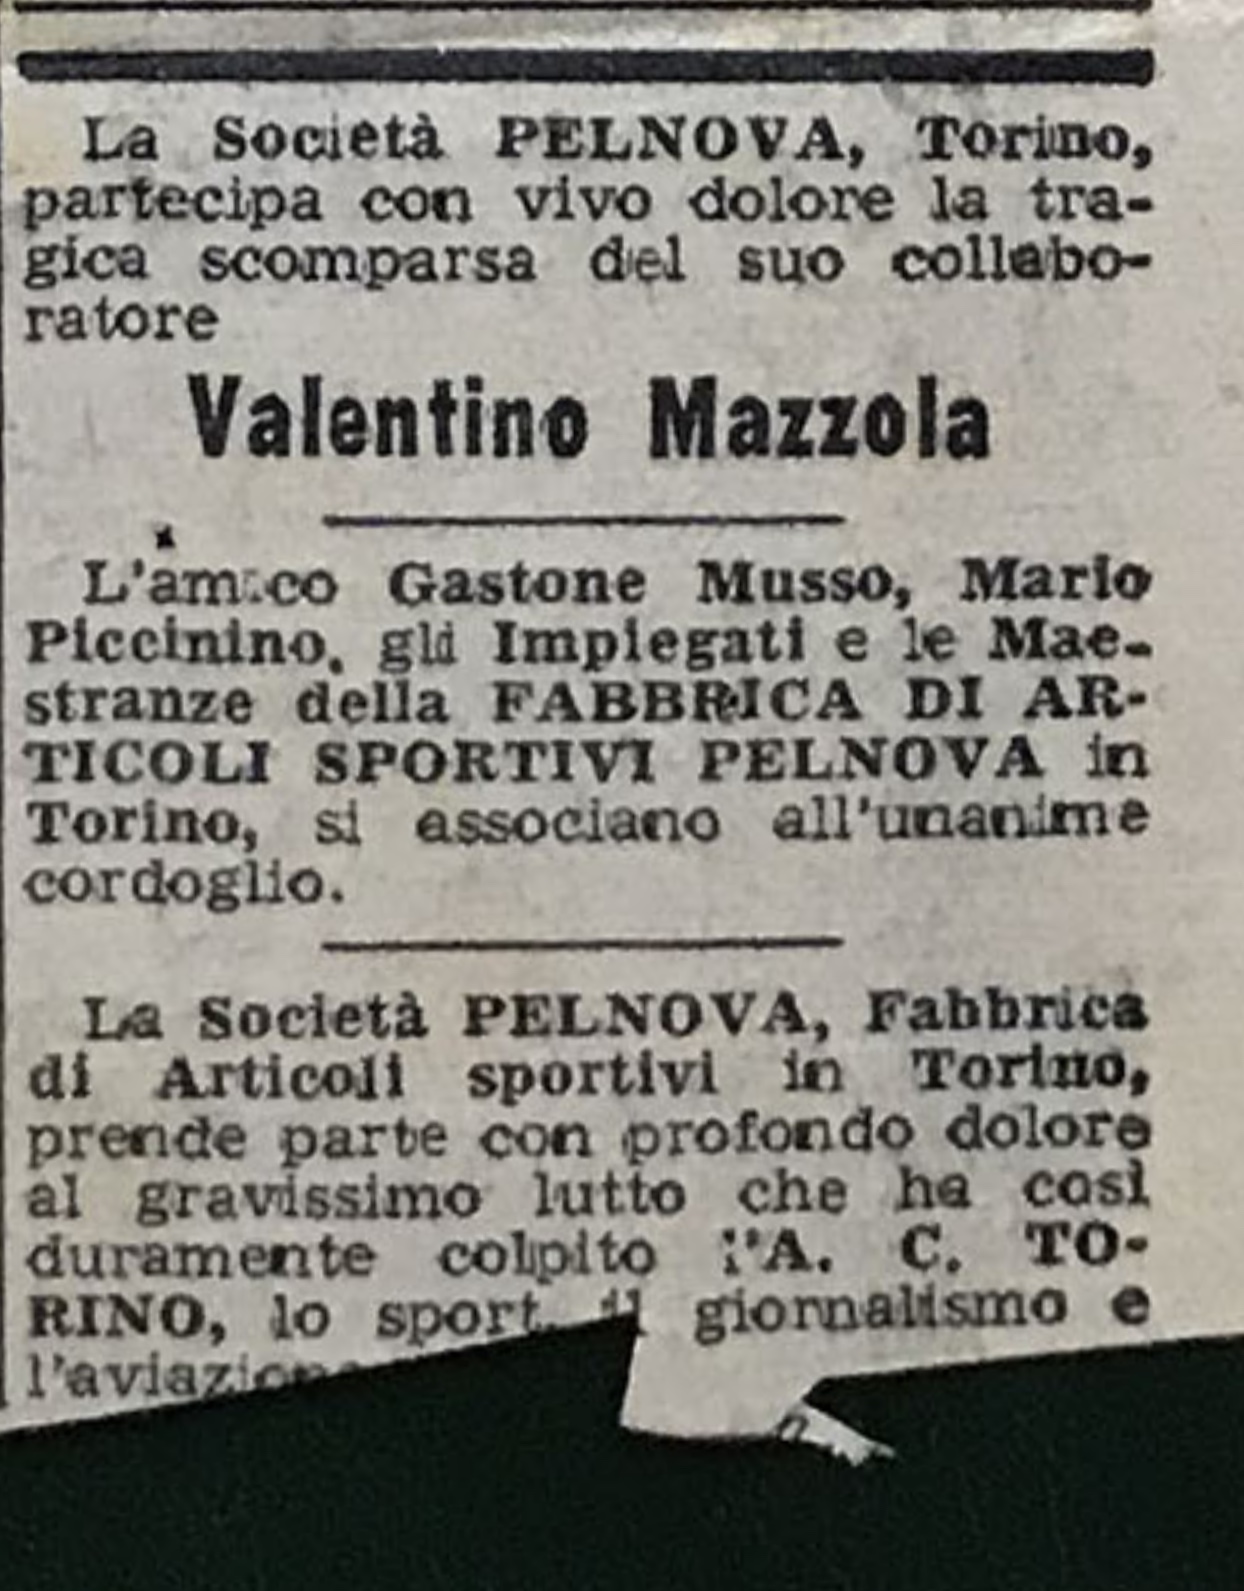 La Società PELNOVA, Torino,
partecipa con vivo dolore la tra-
gica scomparsa del suo collabo-
ratore
Valentino Mazzola
L'amico Gastone Musso, Mario
Piccinino, gli Impiegati e le Mae-
stranze della FABBRICA DI AR-
TICOLI SPORTIVI PELNOVA in
Torino, si associano all'unanime
cordoglio.
La Società PELNOVA, Fabbrica
di Articoli sportivi in Torino,
prende parte con profondo dolore
al gravissimo lutto che ha così
duramente colpito l'A. C. TO-
RINO, lo sport, il giornalismo e
l'aviazione